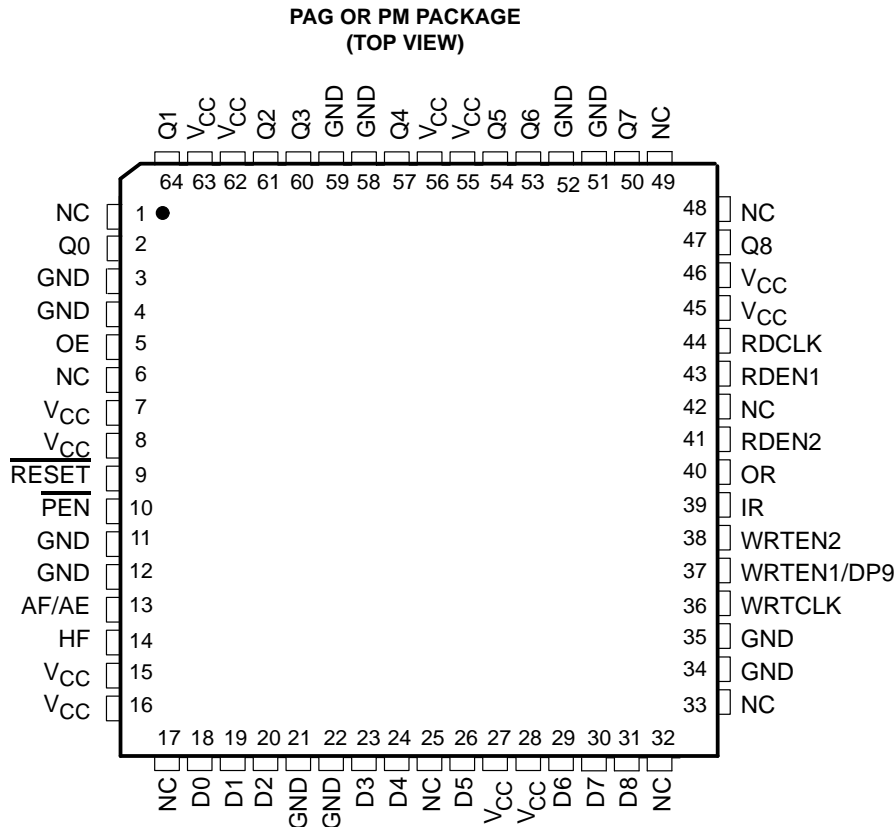 PAG OR PM PACKAGE
(TOP VIEW)
Q1 VCC VCC Q2 Q3 GND GND Q4 VCC VCC Q5 Q6 GND GND Q7 NC
64 63 62 61 60 59 58 57 56 55 54 53 52 51 50 49
NC 1 48 NC
Q0 2 47 Q8
GND 3 46 VCC
GND 4 45 VCC
OE 5 44 RDCLK
NC 6 43 RDEN1
VCC 7 42 NC
VCC 8 41 RDEN2
RESET 9 40 OR
PEN 10 39 IR
GND 11 38 WRTEN2
GND 12 37 WRTEN1/DP9
AF/AE 13 36 WRTCLK
HF 14 35 GND
VCC 15 34 GND
VCC 16 33 NC
17 18 19 20 21 22 23 24 25 26 27 28 29 30 31 32
NC D0 D1 D2 GND GND D3 D4 NC D5 VCC VCC D6 D7 D8 NC